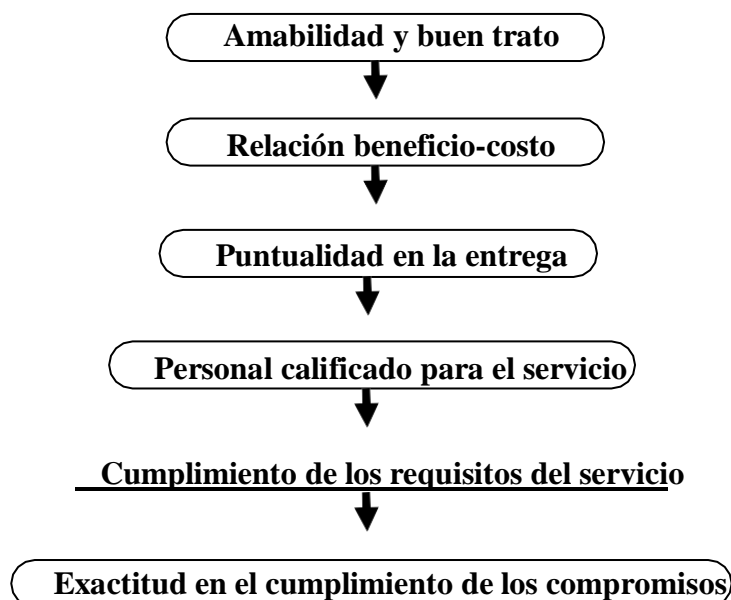 Amabilidad y buen trato
Relación beneficio-costo
Puntualidad en la entrega
Personal calificado para el servicio
Cumplimiento de los requisitos del servicio
Exactitud en el cumplimiento de los compromisos